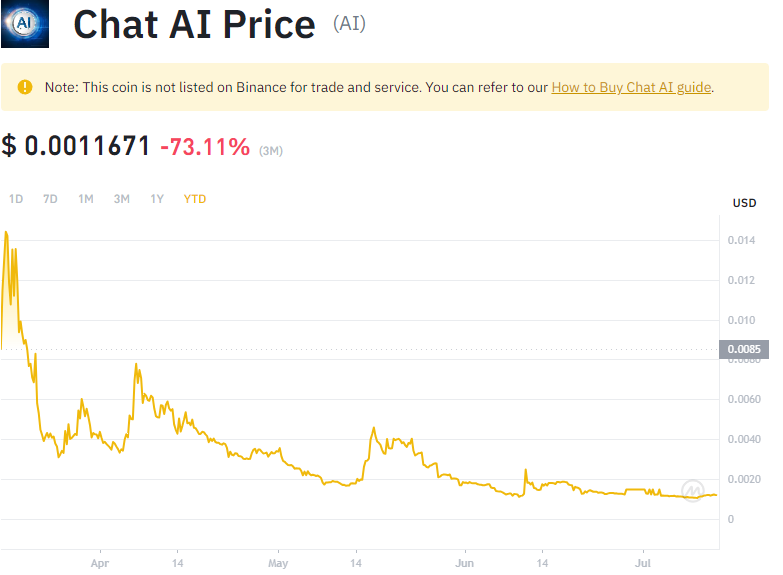 AI
Chat AI Price (AI)
Note: This coin is not listed on Binance for trade and service. You can refer to our How to Buy Chat AI guide.
$ 0.0011671 -73.11% (3M)
1D 7D 1M 3M 1Y YTD
USD
0.014
0.012
0.010
0.0085
0.0080
0.0060
0.0040
0.0020
0
Apr 14 May 14 Jun 14 Jul